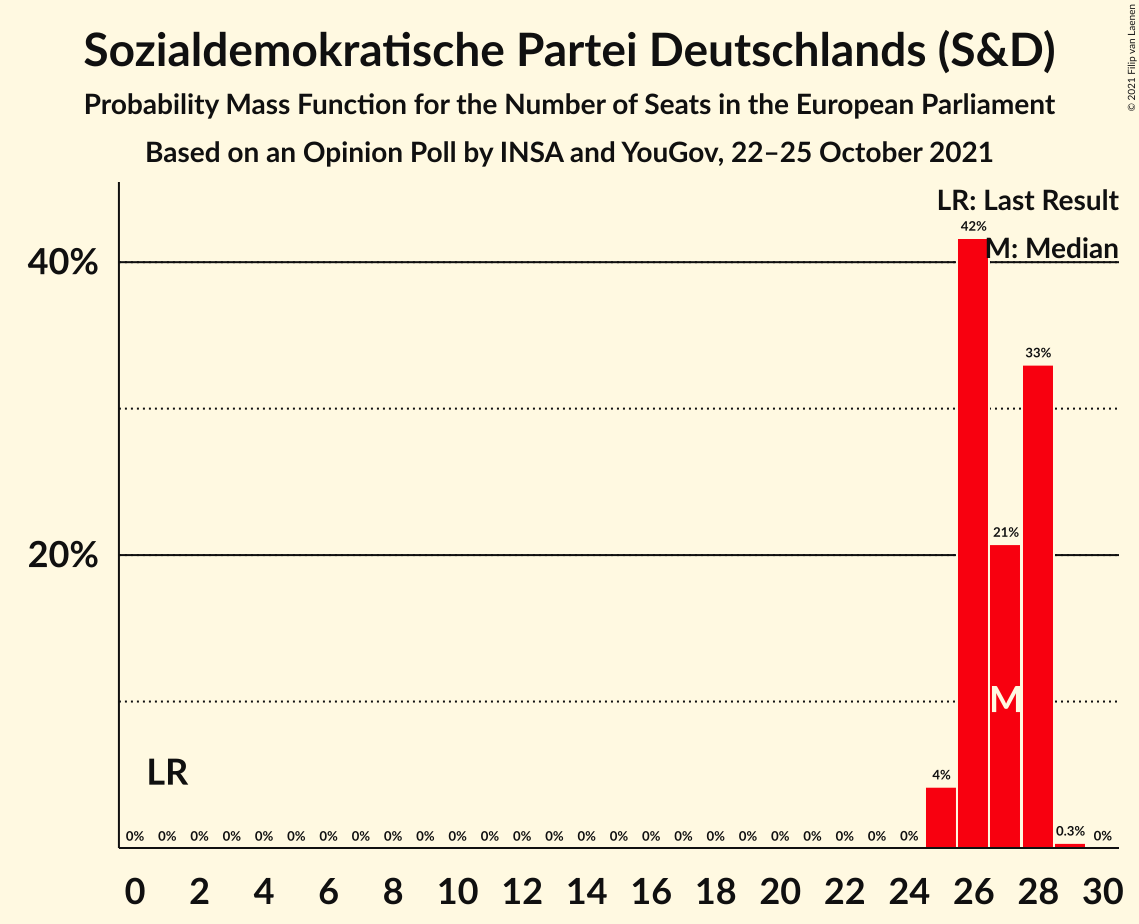 Sozialdemokratische Partei Deutschlands (S&D)
Probability Mass Function for the Number of Seats in the European Parliament
Based on an Opinion Poll by INSA and YouGov, 22–25 October 2021
© 2021 Filip van Laenen
LR: Last Result
M: Median
42%
40%
33%
21%
20%
M
LR
4%
0% 0% 0% 0% 0% 0% 0% 0% 0% 0% 0% 0% 0% 0% 0% 0% 0% 0% 0% 0% 0% 0% 0% 0% 0% 0.3% 0%
0 2 4 6 8 10 12 14 16 18 20 22 24 26 28 30